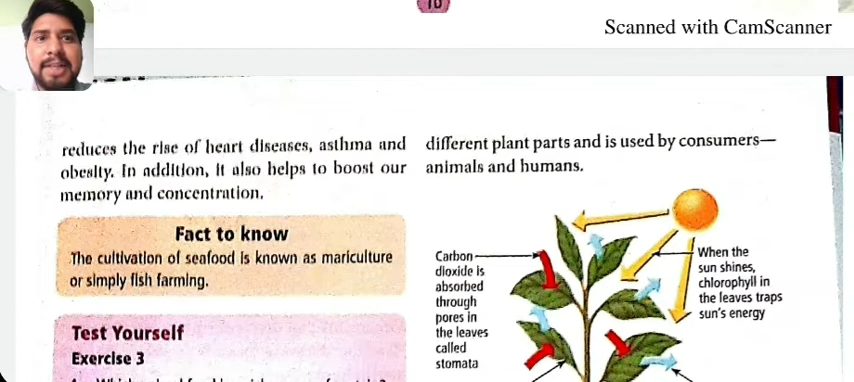 10
Scanned with CamScanner
reduces the rise of heart diseases, asthma and
obesity. In addition, it also helps to boost our
memory and concentration.
Fact to know
The cultivation of seafood is known as mariculture
or simply fish farming.
Test Yourself
Exercise 3
different plant parts and is used by consumers—
animals and humans.
Carbon
dioxide is
absorbed
through
pores in
the leaves
called
stomata
When the
sun shines,
chlorophyll in
the leaves traps
sun's energy